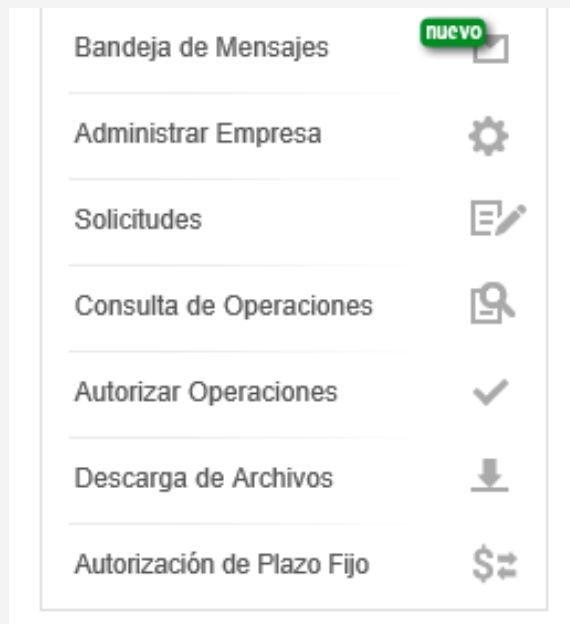 Bandeja de Mensajes
nuevo
Administrar Empresa
Solicitudes
Consulta de Operaciones
Autorizar Operaciones
Descarga de Archivos
Autorización de Plazo Fijo
$